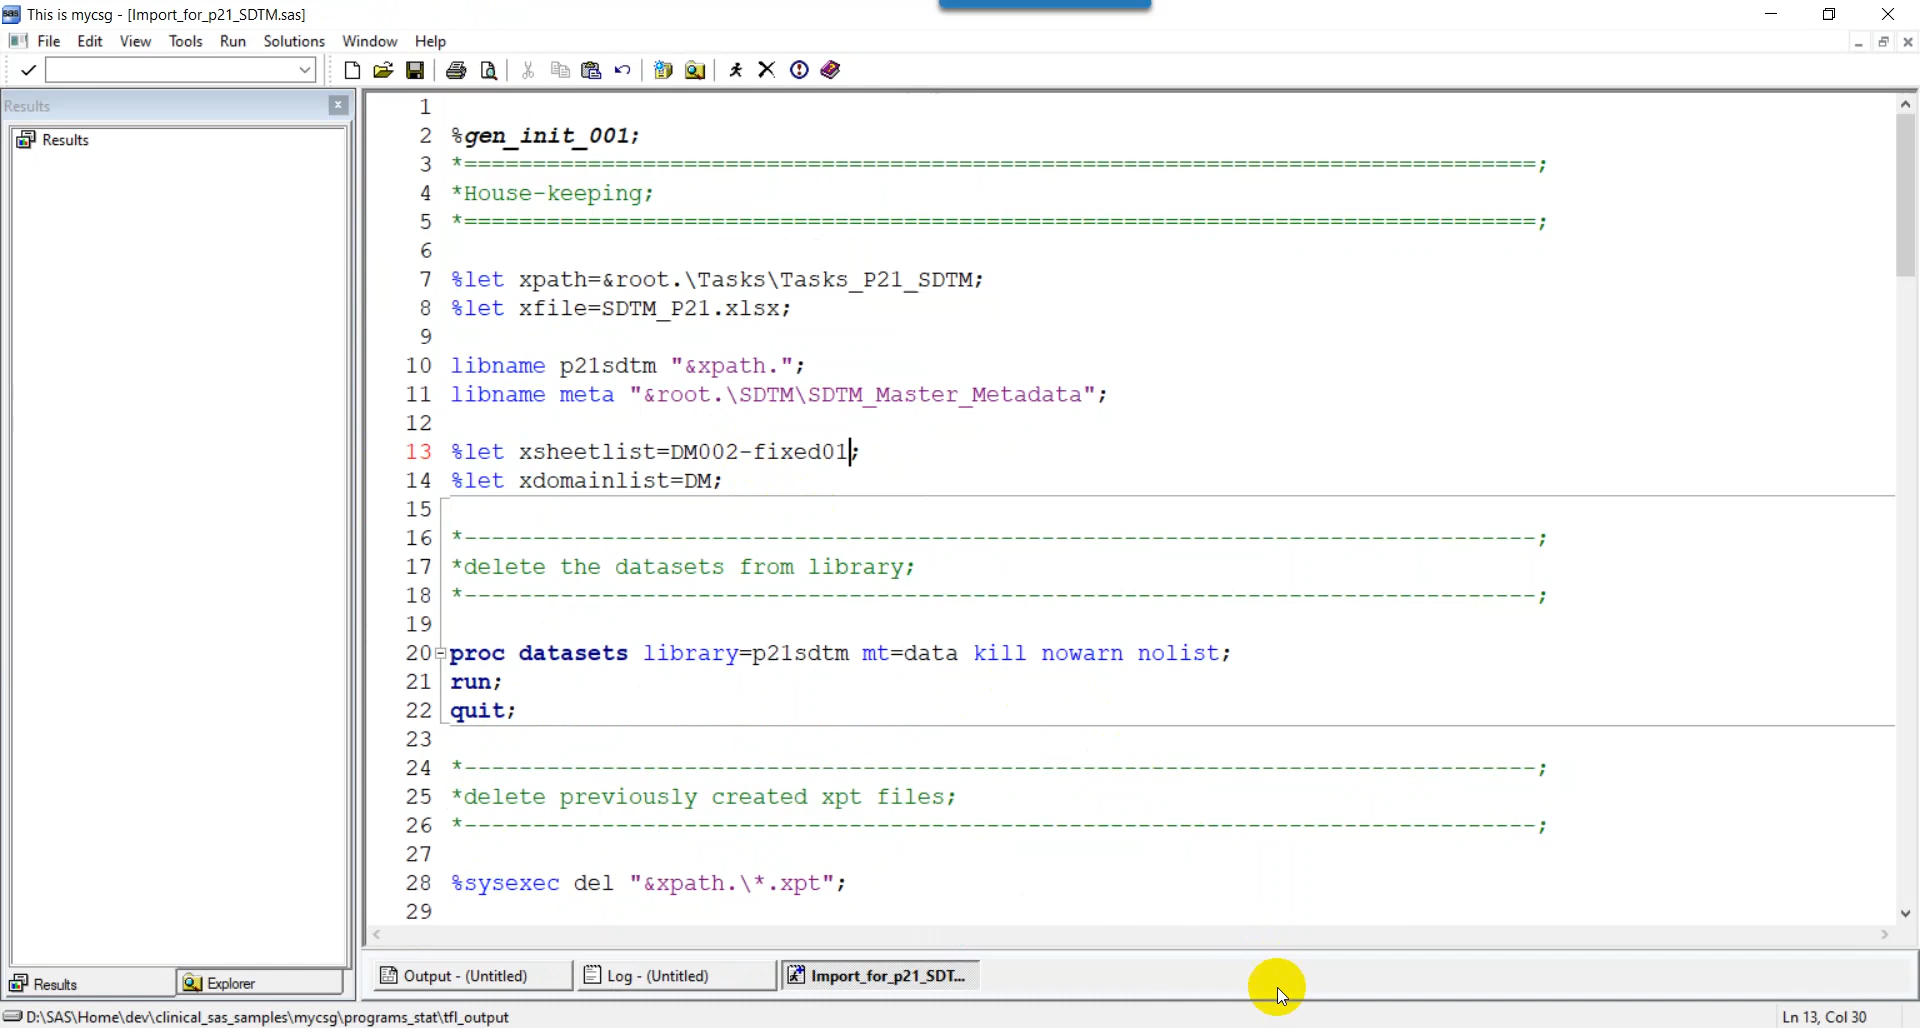 This is mycsg - [Import_for_p21_SDTM.sas]
File Edit View Tools Run Solutions Window Help
Results
Results
1
2 %gen_init_001;
3 *===============================================================================;
4 *House-keeping;
5 *===============================================================================;
6
7 %let xpath=&root.\Tasks\Tasks_P21_SDTM;
8 %let xfile=SDTM_P21.xlsx;
9
10 libname p21sdtm "&xpath.";
11 libname meta "&root.\SDTM\SDTM_Master_Metadata";
12
13 %let xsheetlist=DM002-fixed01;
14 %let xdomainlist=DM;
15
16 *-------------------------------------------------------------------------------;
17 *delete the datasets from library;
18 *-------------------------------------------------------------------------------;
19
20 proc datasets library=p21sdtm mt=data kill nowarn nolist;
21 run;
22 quit;
23
24 *-------------------------------------------------------------------------------;
25 *delete previously created xpt files;
26 *-------------------------------------------------------------------------------;
27
28 %sysexec del "&xpath.\*.xpt";
29
Results Explorer
Output - (Untitled) Log - (Untitled) Import_for_p21_SDT...
D:\SAS\Home\dev\clinical_sas_samples\mycsg\programs_stat\tfl_output
Ln 13, Col 30